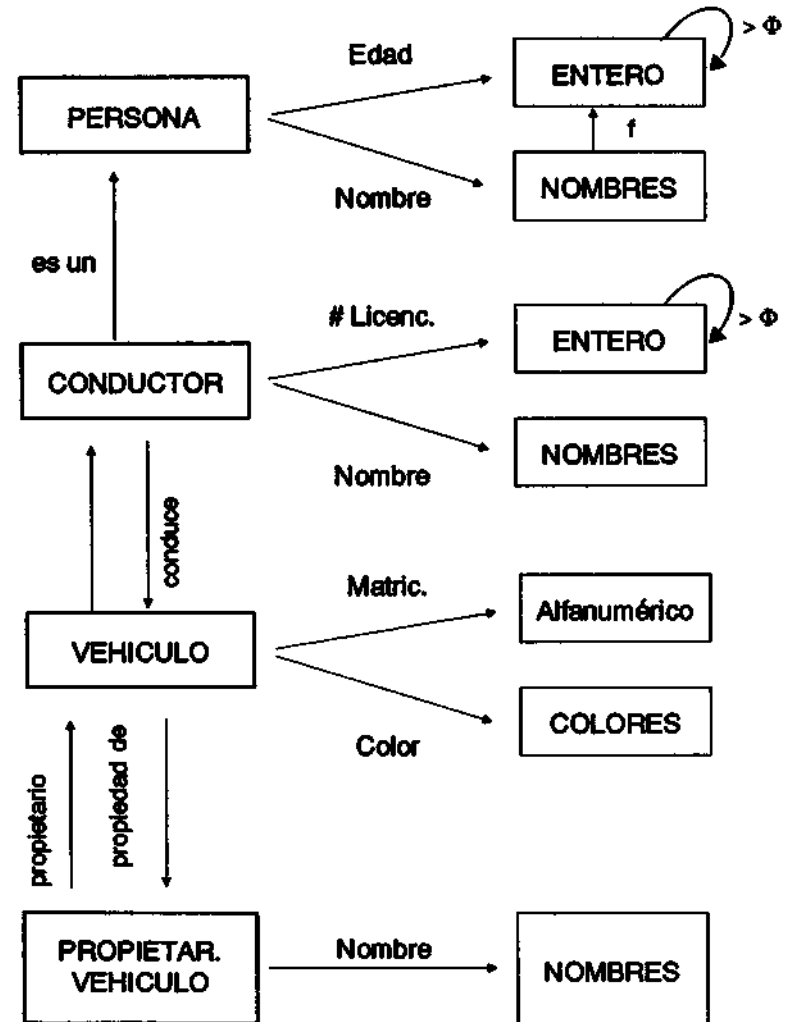 Edad
> Φ
ENTERO
PERSONA
f
Nombre
NOMBRES
es un
# Licenc.
> Φ
ENTERO
CONDUCTOR
NOMBRES
Nombre
conduce
Matric.
Alfanumérico
VEHICULO
COLORES
Color
propietario
propiedad de
PROPIETAR.
VEHICULO
Nombre
NOMBRES